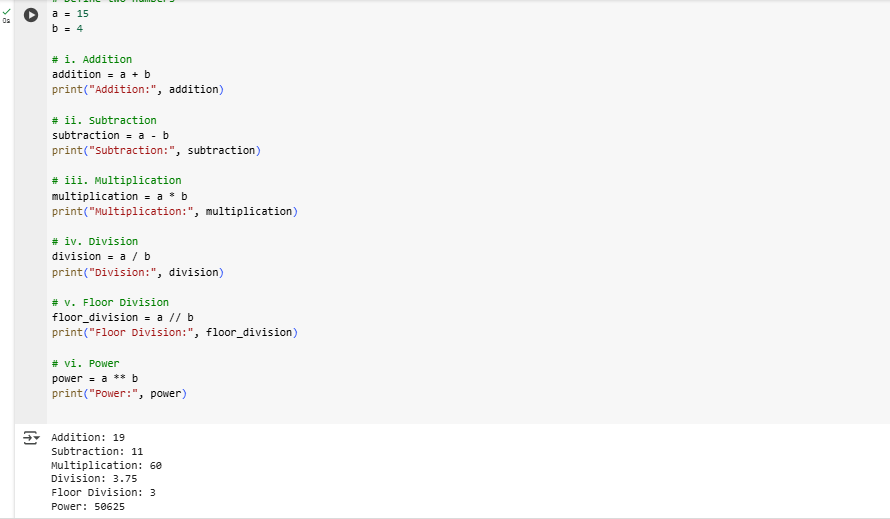 # Define two numbers
0s
a = 15
b = 4
# i. Addition
addition = a + b
print("Addition:", addition)
# ii. Subtraction
subtraction = a - b
print("Subtraction:", subtraction)
# iii. Multiplication
multiplication = a * b
print("Multiplication:", multiplication)
# iv. Division
division = a / b
print("Division:", division)
# v. Floor Division
floor_division = a // b
print("Floor Division:", floor_division)
# vi. Power
power = a ** b
print("Power:", power)
Addition: 19
Subtraction: 11
Multiplication: 60
Division: 3.75
Floor Division: 3
Power: 50625